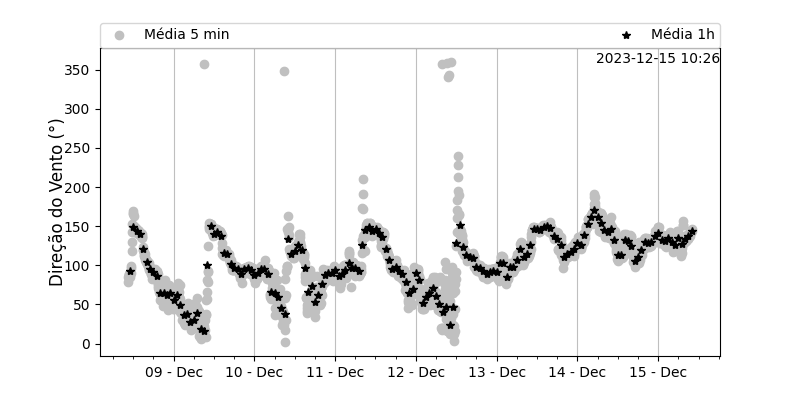 Média 5 min
Média 1h
2023-12-15 10:26
Direção do Vento (°)
350
300
250
200
150
100
50
0
09 - Dec
10 - Dec
11 - Dec
12 - Dec
13 - Dec
14 - Dec
15 - Dec